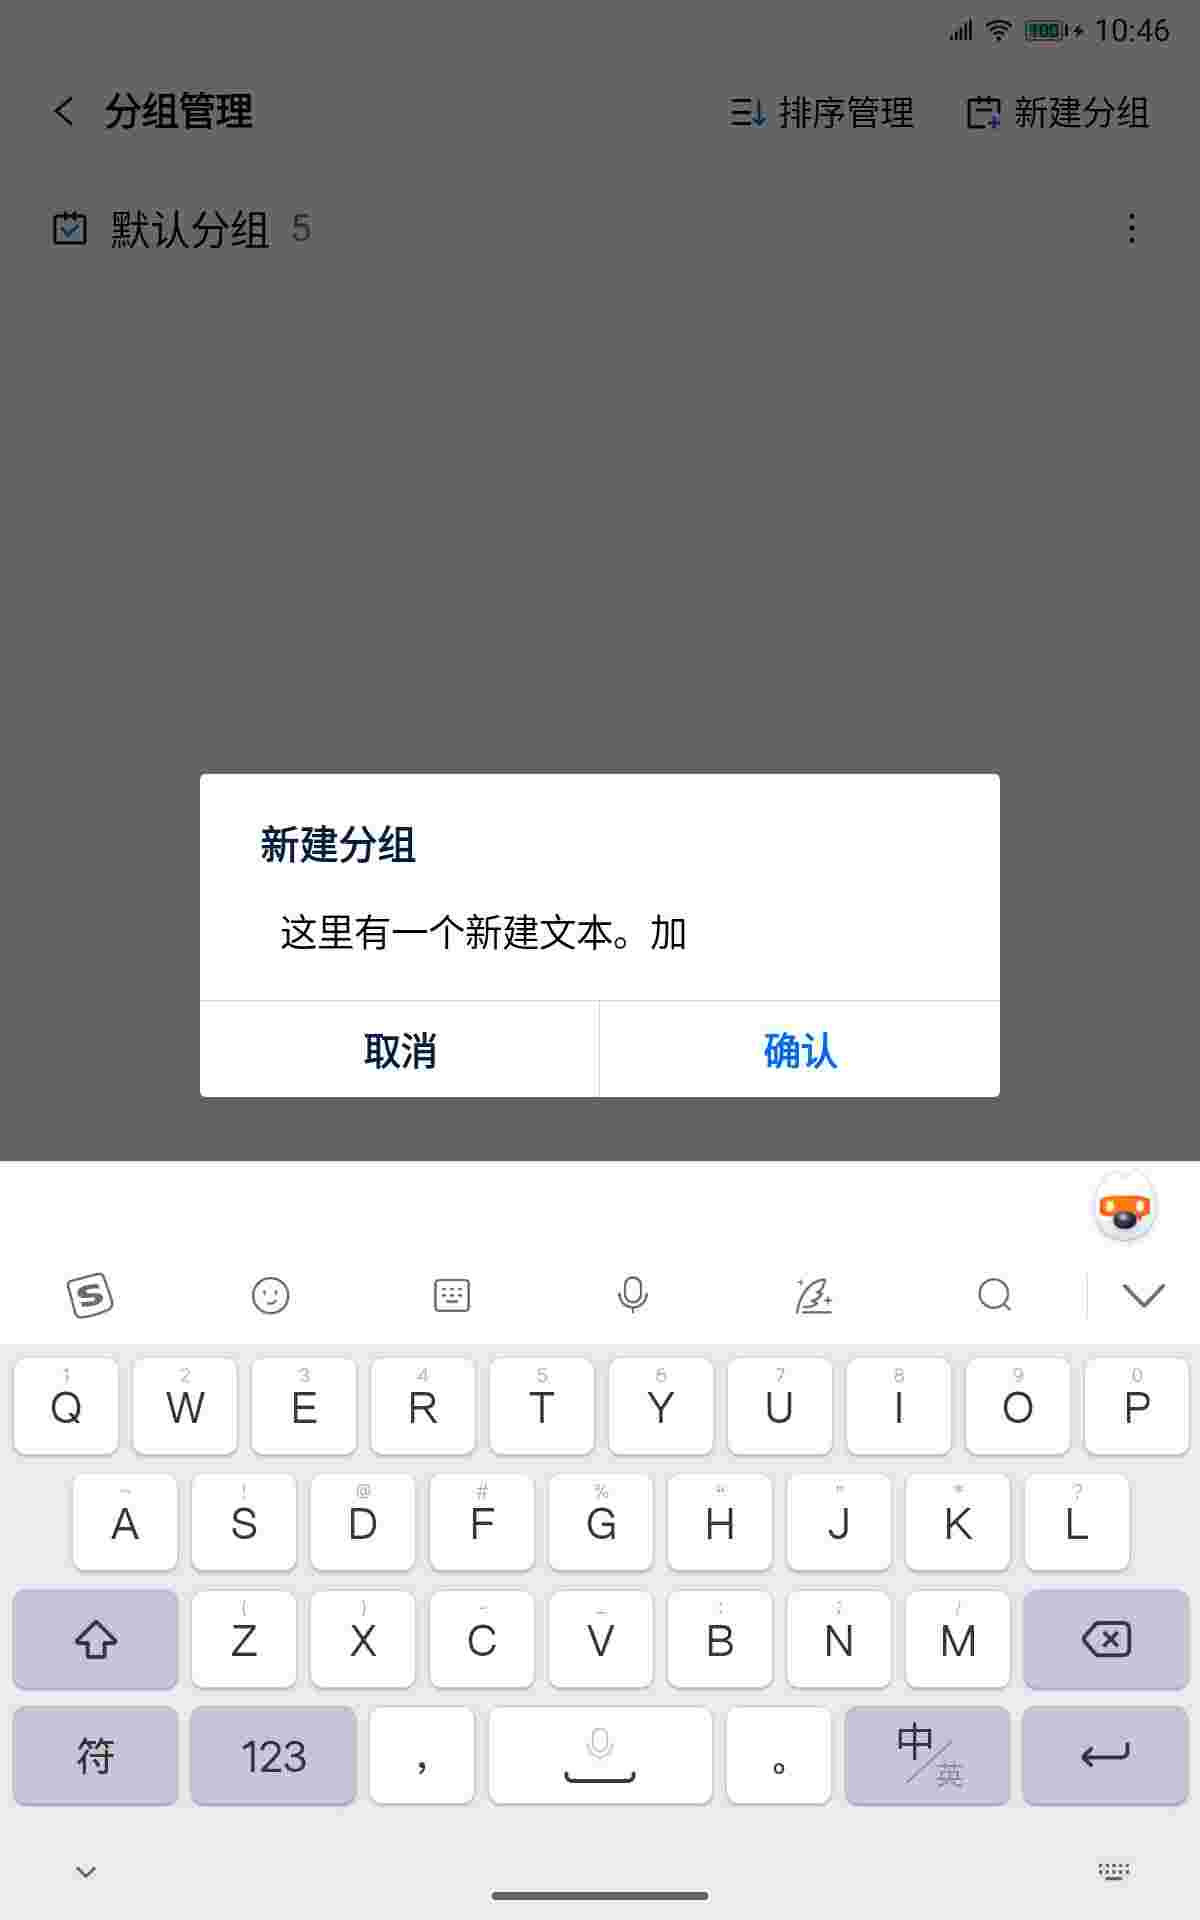 10:46
分组管理 排序管理 新建分组
默认分组 5
新建分组
这里有一个新建文本。加
取消 确认
1 2 3 4 5 6 7 8 9 0
Q W E R T Y U I O P
~ ! @ # % “ ” * ?
A S D F G H J K L
( ) - _ : ; /
Z X C V B N M
符 123 ， 。 中/英